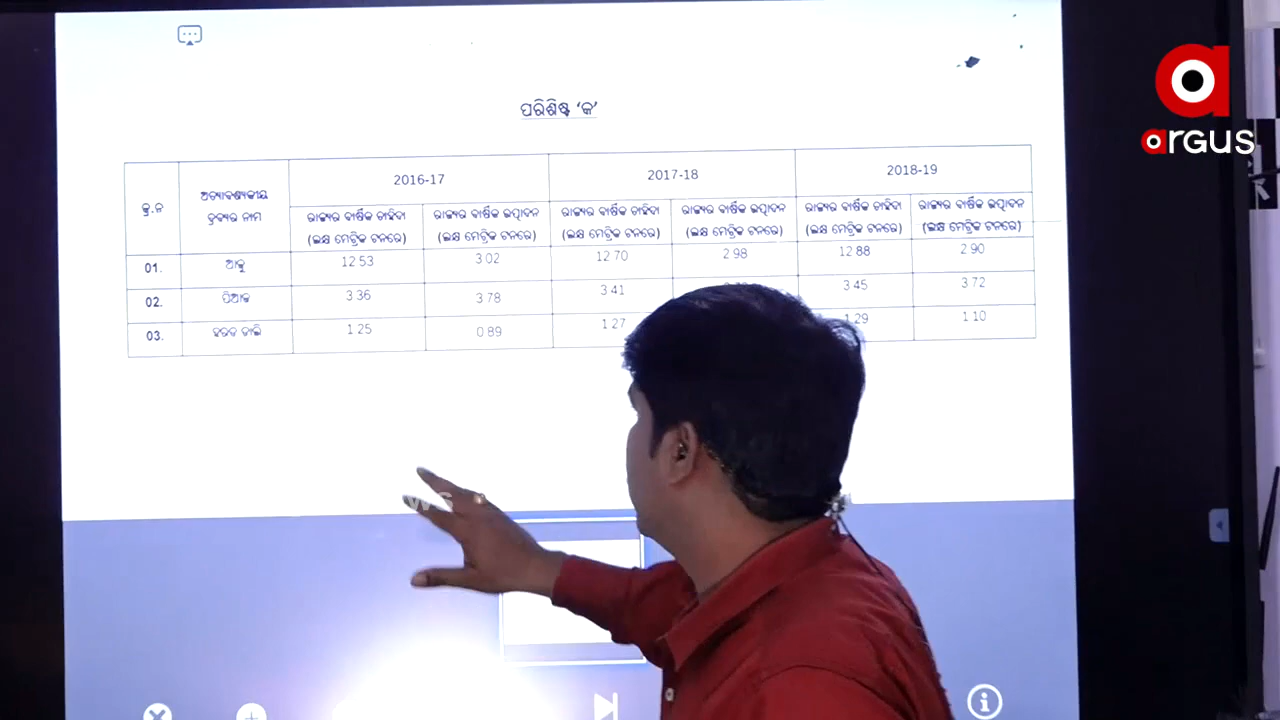 argus
ପରିଶିଷ୍ଟ ‘କ’
କ୍ର.ନ ଅତ୍ୟାବଶ୍ୟକୀୟ ଦ୍ରବ୍ୟର ନାମ 2016-17 2017-18 2018-19
ରାଜ୍ୟର ବାର୍ଷିକ ଚାହିଦା ରାଜ୍ୟର ବାର୍ଷିକ ଉତ୍ପାଦନ ରାଜ୍ୟର ବାର୍ଷିକ ଚାହିଦା ରାଜ୍ୟର ବାର୍ଷିକ ଉତ୍ପାଦନ ରାଜ୍ୟର ବାର୍ଷିକ ଚାହିଦା ରାଜ୍ୟର ବାର୍ଷିକ ଉତ୍ପାଦନ
(ଲକ୍ଷ ମେଟ୍ରିକ ଟନରେ) (ଲକ୍ଷ ମେଟ୍ରିକ ଟନରେ) (ଲକ୍ଷ ମେଟ୍ରିକ ଟନରେ) (ଲକ୍ଷ ମେଟ୍ରିକ ଟନରେ) (ଲକ୍ଷ ମେଟ୍ରିକ ଟନରେ) (ଲକ୍ଷ ମେଟ୍ରିକ ଟନରେ)
01. ଆଳୁ 12.53 3.02 12.70 2.98 12.88 2.90
02. ପିଆଜ 3.36 3.78 3.41 3.45 3.72
03. ହରଡ ଡାଲି 1.25 0.89 1.27 1.29 1.10